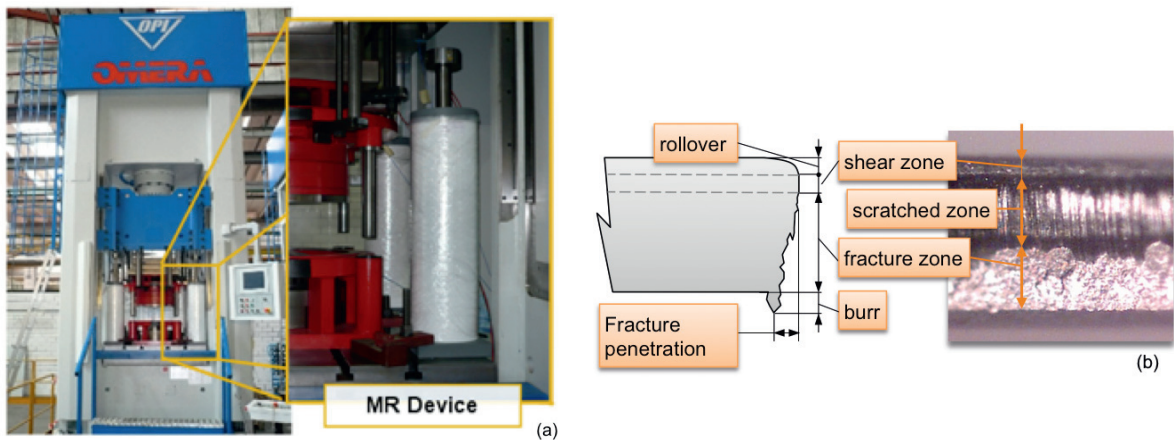 OPI
OMERA
MR Device
(a)
rollover
shear zone
scratched zone
fracture zone
burr
Fracture
penetration
(b)